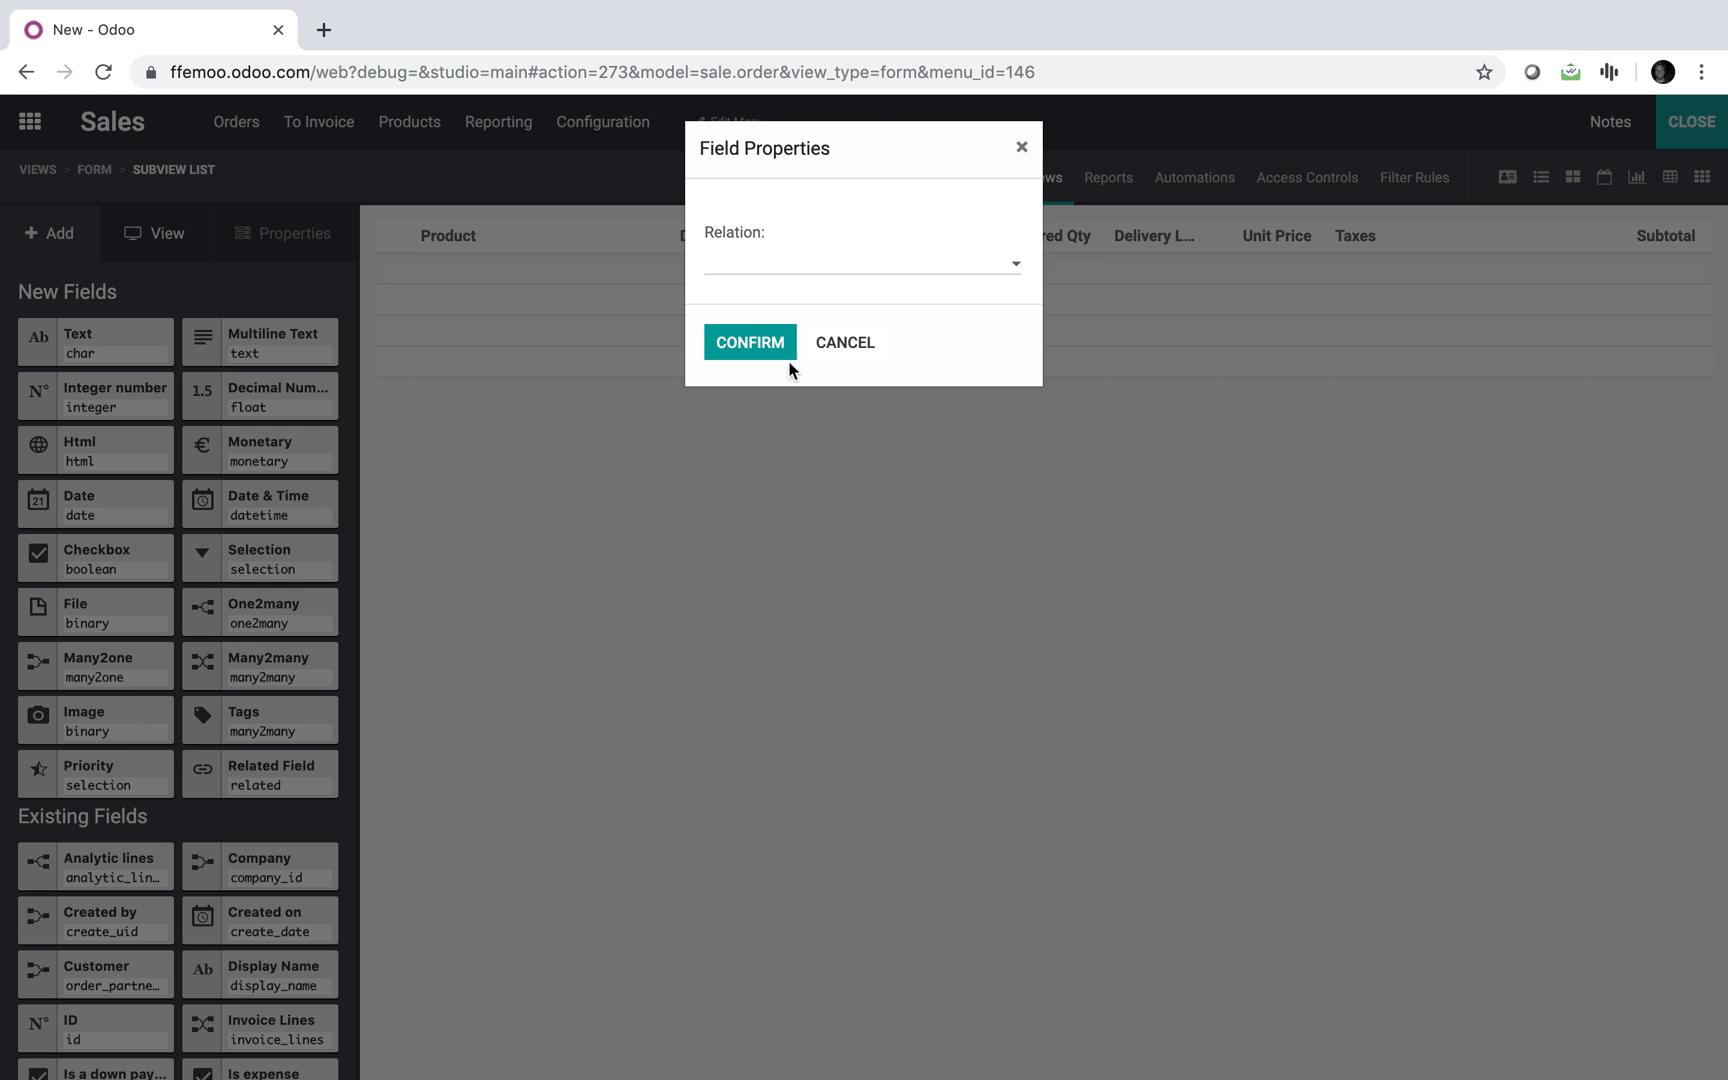 New - Odoo
ffemoo.odoo.com/web?debug=&studio=main#action=273&model=sale.order&view_type=form&menu_id=146
Sales
Orders
To Invoice
Products
Reporting
Configuration
Edit Menu
Notes
CLOSE
VIEWS > FORM > SUBVIEW LIST
ews
Reports
Automations
Access Controls
Filter Rules
Field Properties
Relation:
CONFIRM
CANCEL
Add
View
Properties
Product
D
red Qty
Delivery L...
Unit Price
Taxes
Subtotal
New Fields
Ab
Text
char
Multiline Text
text
N°
Integer number
integer
1.5
Decimal Num...
float
Html
html
€
Monetary
monetary
21
Date
date
Date & Time
datetime
Checkbox
boolean
Selection
selection
File
binary
One2many
one2many
Many2one
many2one
Many2many
many2many
Image
binary
Tags
many2many
Priority
selection
Related Field
related
Existing Fields
Analytic lines
analytic_lin…
Company
company_id
Created by
create_uid
Created on
create_date
Customer
order_partne…
Ab
Display Name
display_name
N°
ID
id
Invoice Lines
invoice_lines
Is a down pay...
Is expense